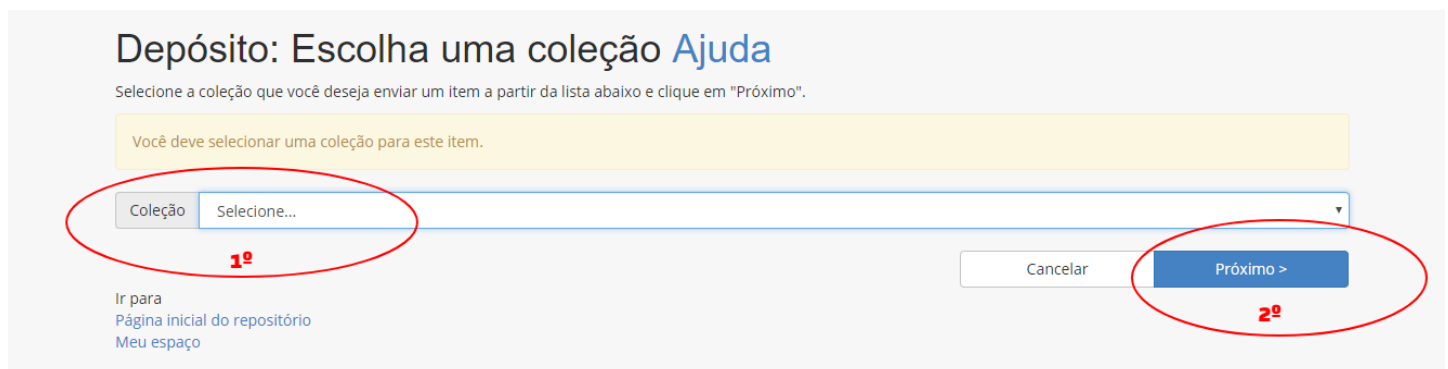 Depósito: Escolha uma coleção Ajuda
Selecione a coleção que você deseja enviar um item a partir da lista abaixo e clique em "Próximo".
Você deve selecionar uma coleção para este item.
Coleção Selecione...
1º
Cancelar Próximo >
2º
Ir para
Página inicial do repositório
Meu espaço